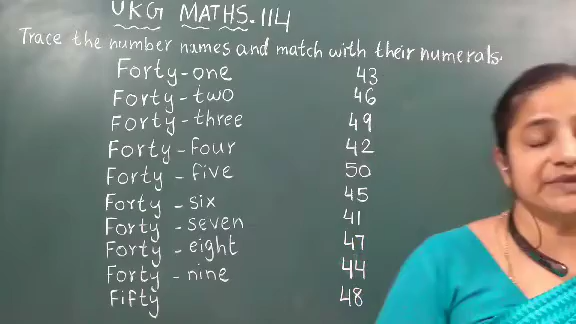 UKG MATHS-114
Trace the number names and match with their numerals.
Forty-one 43
Forty-two 46
Forty-three 49
Forty-four 42
Forty-five 50
Forty-six 45
Forty-seven 41
Forty-eight 47
Forty-nine 44
Fifty 48